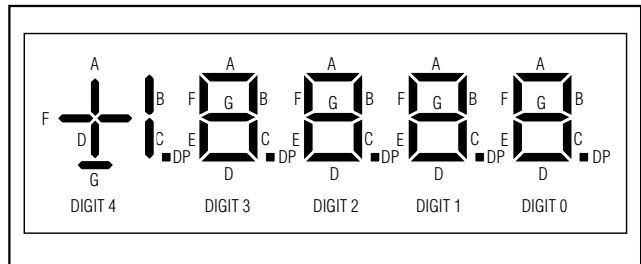 A A A A A
F B F G B F G B F G B F G B
D C E C E C E C E C
DP DP DP DP DP
G D D D D
DIGIT 4 DIGIT 3 DIGIT 2 DIGIT 1 DIGIT 0